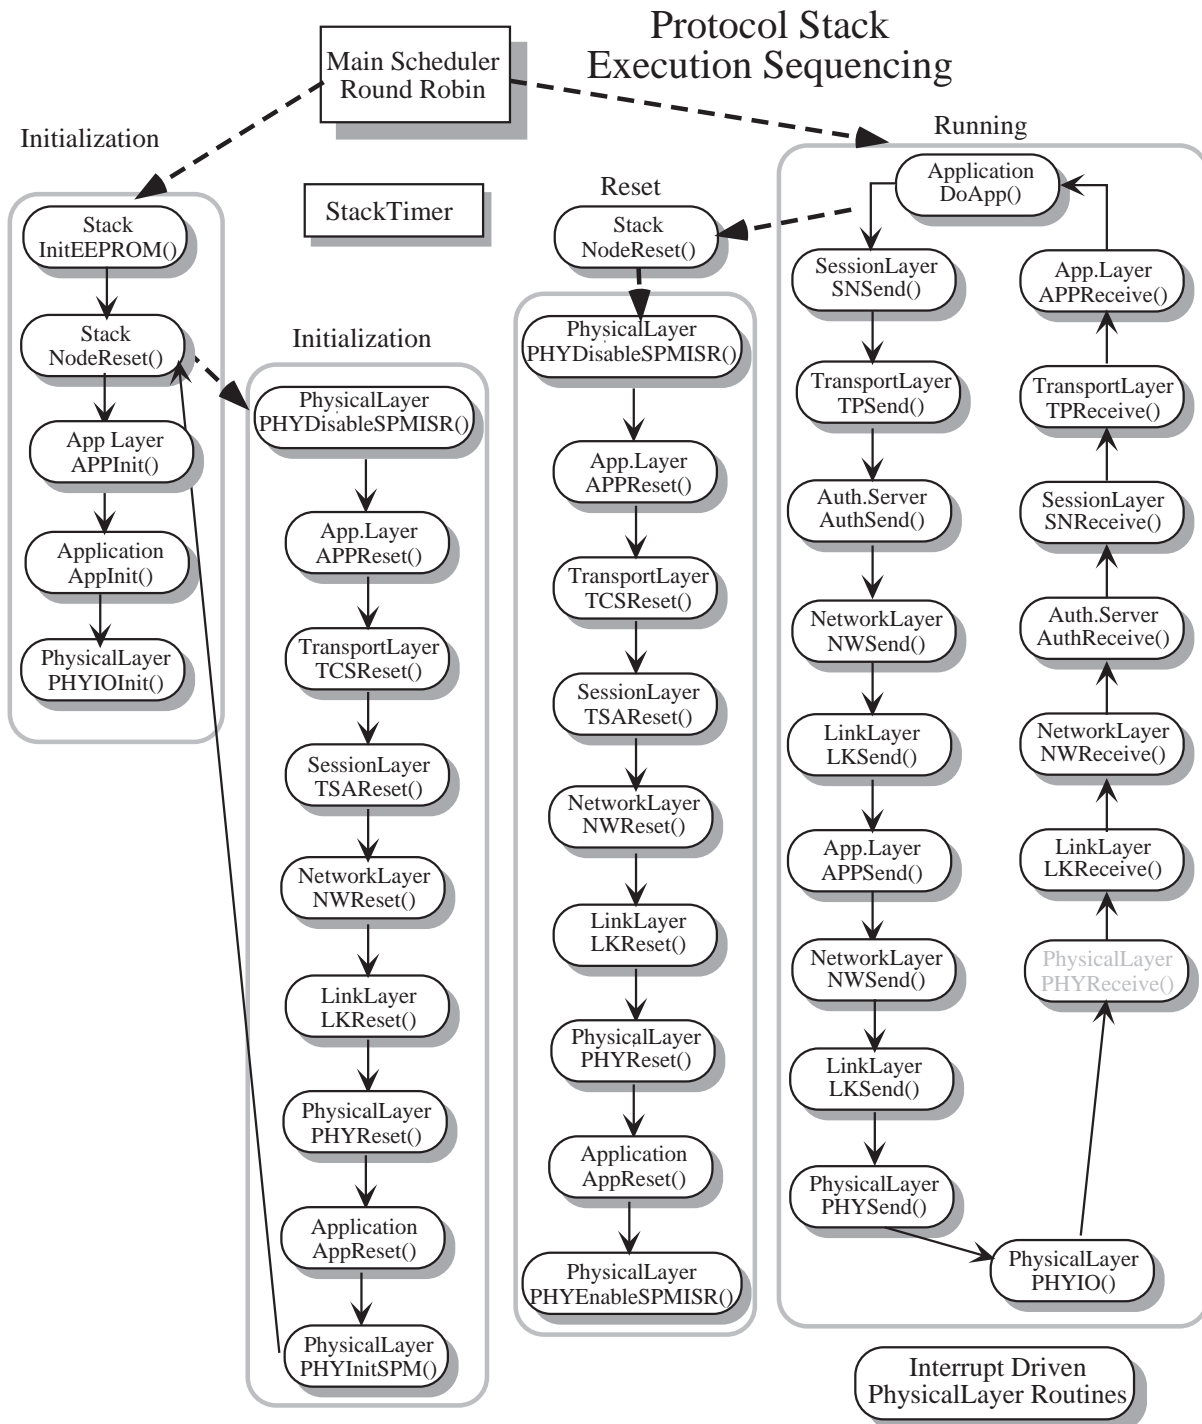 Protocol Stack
Execution Sequencing
Main Scheduler
Round Robin
Initialization
Stack
InitEEPROM()
Stack
NodeReset()
App Layer
APPInit()
Application
AppInit()
PhysicalLayer
PHYIOInit()
StackTimer
Initialization
PhysicalLayer
PHYDisableSPMISR()
App.Layer
APPReset()
TransportLayer
TCSReset()
SessionLayer
TSAReset()
NetworkLayer
NWReset()
LinkLayer
LKReset()
PhysicalLayer
PHYReset()
Application
AppReset()
PhysicalLayer
PHYInitSPM()
Reset
Stack
NodeReset()
PhysicalLayer
PHYDisableSPMISR()
App.Layer
APPReset()
TransportLayer
TCSReset()
SessionLayer
TSAReset()
NetworkLayer
NWReset()
LinkLayer
LKReset()
PhysicalLayer
PHYReset()
Application
AppReset()
PhysicalLayer
PHYEnableSPMISR()
Running
Application
DoApp()
SessionLayer
SNSend()
TransportLayer
TPSend()
Auth.Server
AuthSend()
NetworkLayer
NWSend()
LinkLayer
LKSend()
App.Layer
APPSend()
NetworkLayer
NWSend()
LinkLayer
LKSend()
PhysicalLayer
PHYSend()
PhysicalLayer
PHYIO()
App.Layer
APPReceive()
TransportLayer
TPReceive()
SessionLayer
SNReceive()
Auth.Server
AuthReceive()
NetworkLayer
NWReceive()
LinkLayer
LKReceive()
PhysicalLayer
PHYReceive()
Interrupt Driven
PhysicalLayer Routines